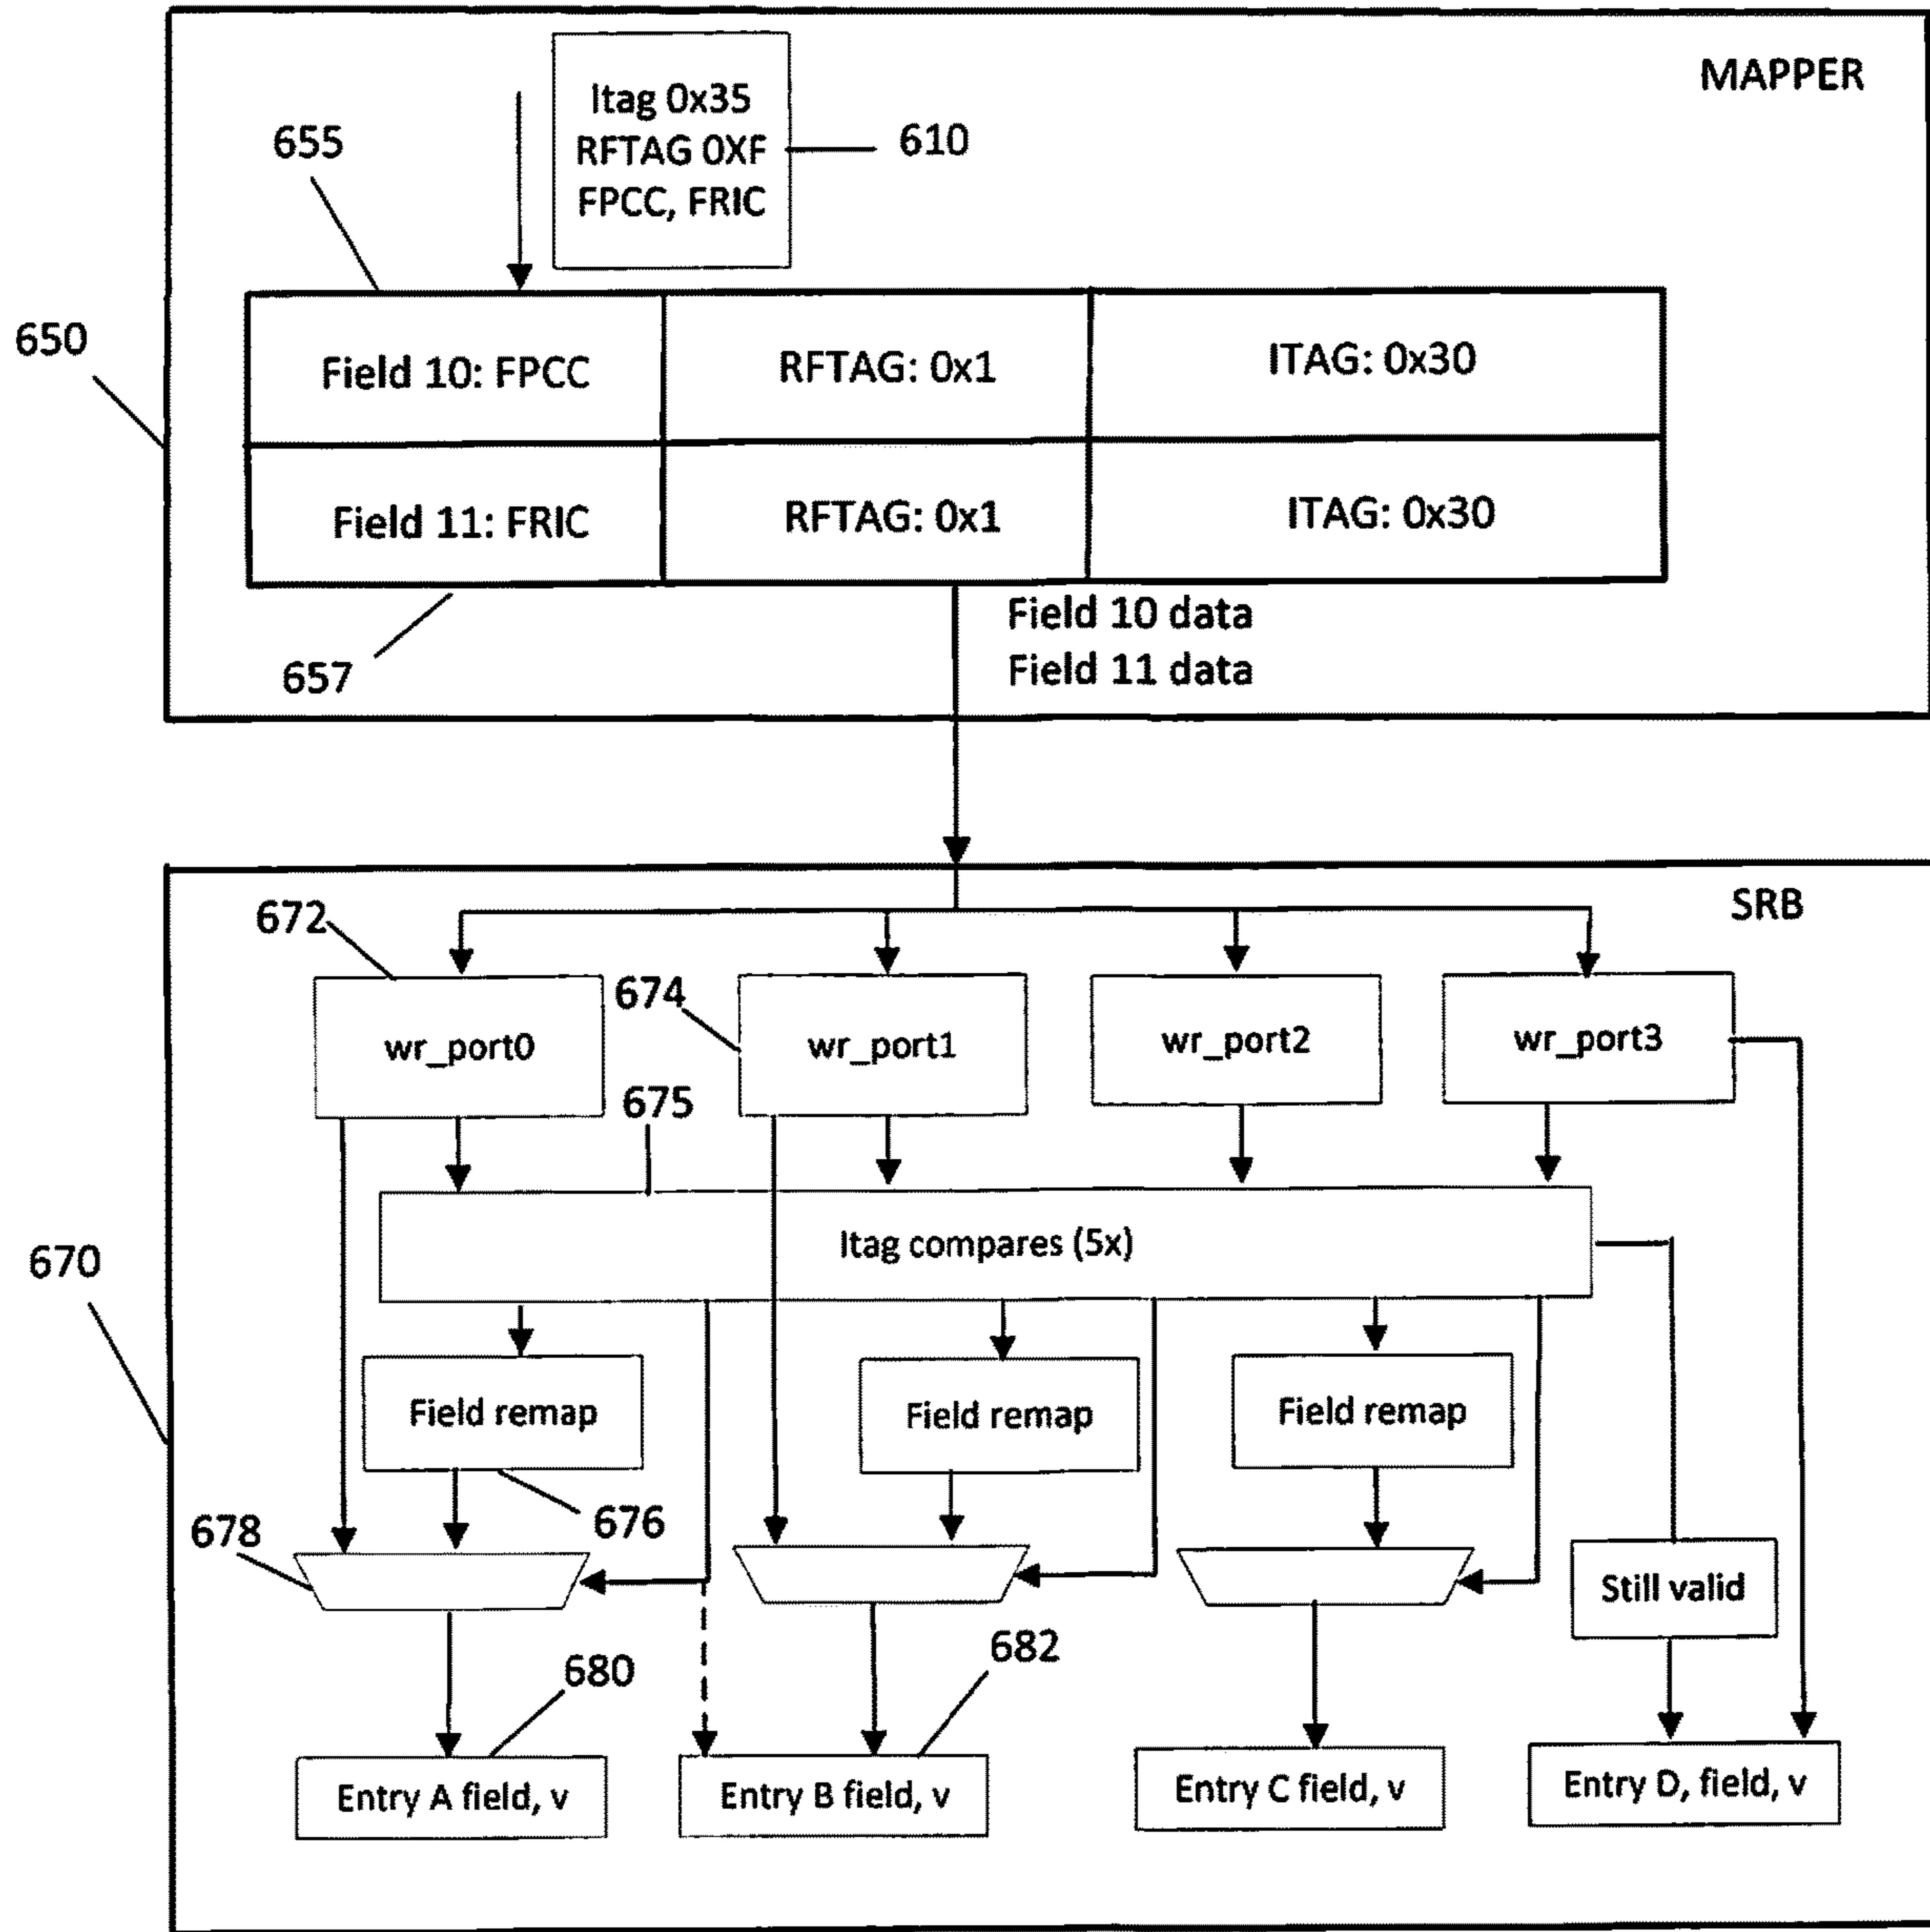 MAPPER
Itag 0x35
RFTAG 0XF
FPCC, FRIC
610
655
650
Field 10: FPCC
RFTAG: 0x1
ITAG: 0x30
Field 11: FRIC
RFTAG: 0x1
ITAG: 0x30
657
Field 10 data
Field 11 data
SRB
672
674
wr_port0
wr_port1
wr_port2
wr_port3
675
670
Itag compares (5x)
Field remap
Field remap
Field remap
676
678
Still valid
680
682
Entry A field, v
Entry B field, v
Entry C field, v
Entry D, field, v